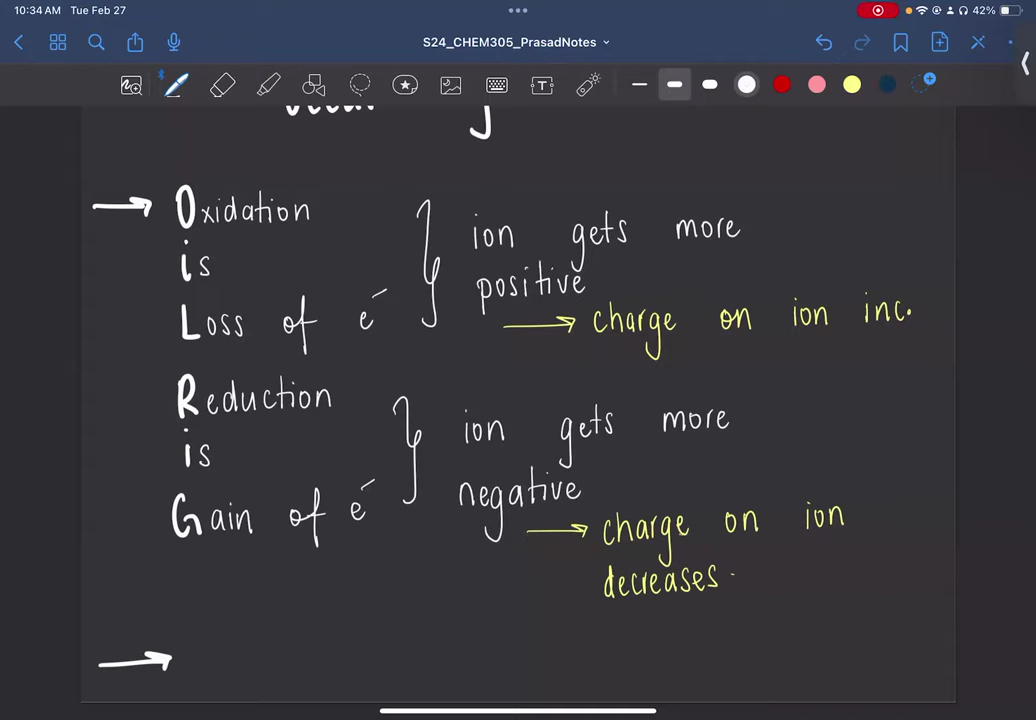 10:34 AM Tue Feb 27
42%
S24_CHEM305_PrasadNotes
Oxidation
is
Loss of e⁻
ion gets more
positive
→ charge on ion inc.
Reduction
is
Gain of e⁻
ion gets more
negative
→ charge on ion
decreases.